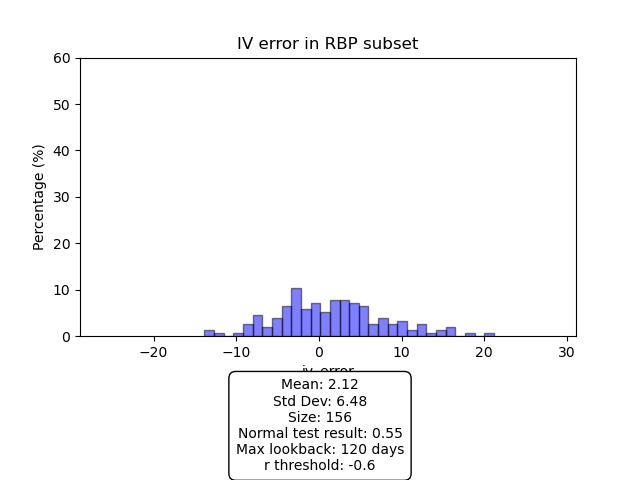 IV error in RBP subset
60
50
40
30
20
10
0
Percentage (%)
−20 −10 0 10 20 30
iv_error
Mean: 2.12
Std Dev: 6.48
Size: 156
Normal test result: 0.55
Max lookback: 120 days
r threshold: -0.6